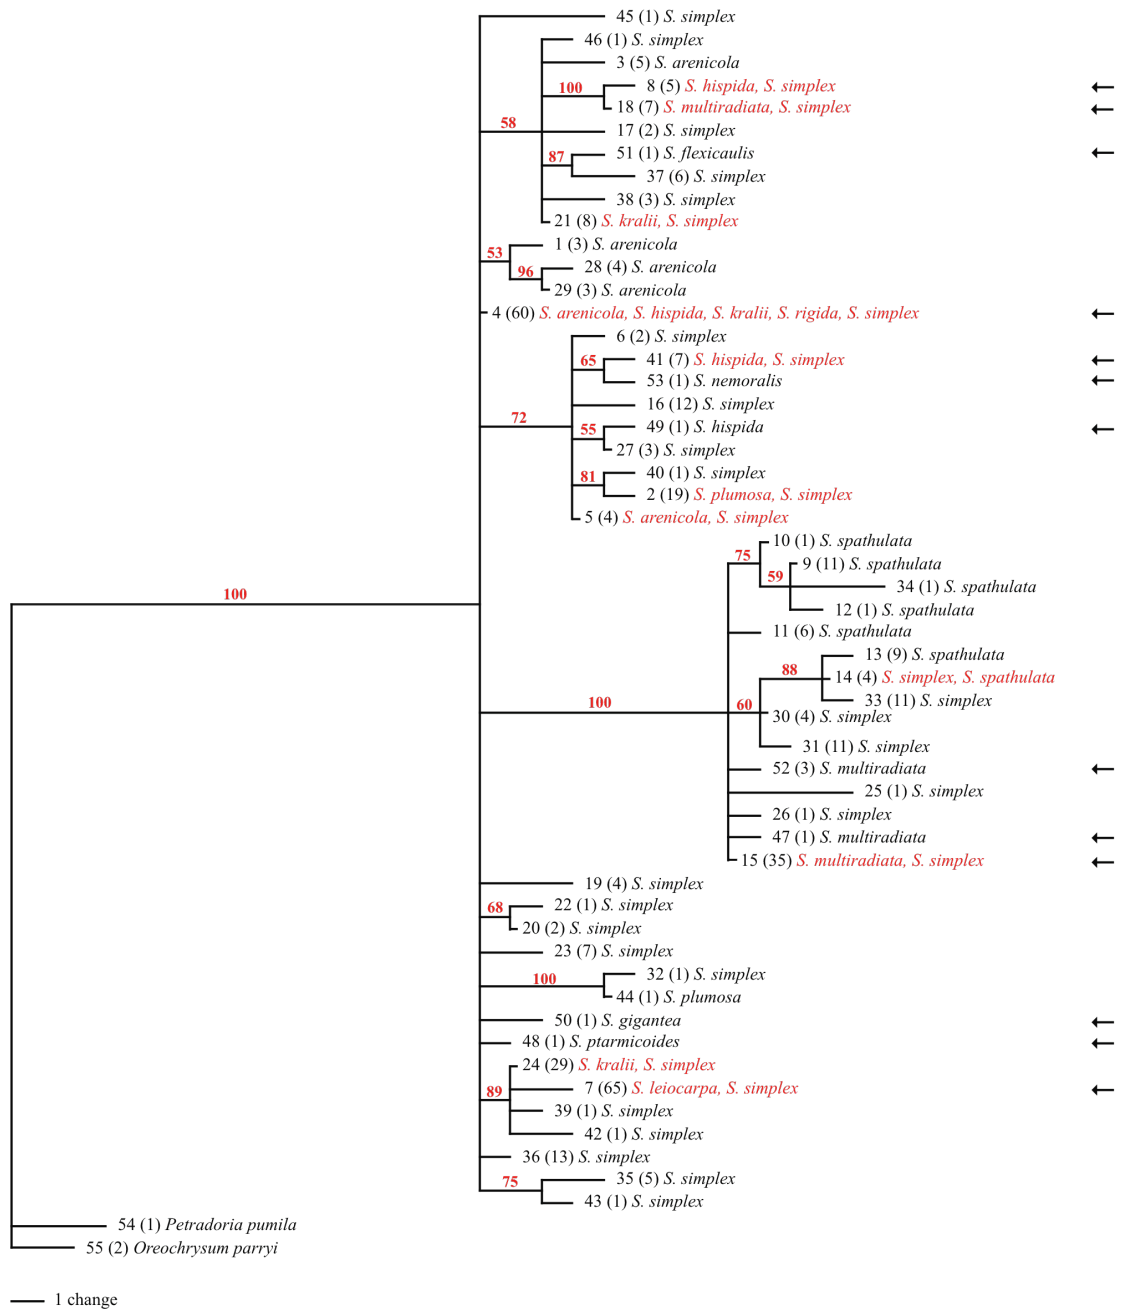 45 (1) S. simplex
46 (1) S. simplex
3 (5) S. arenicola
100 8 (5) S. hispida, S. simplex
18 (7) S. multiradiata, S. simplex
58 17 (2) S. simplex
87 51 (1) S. flexicaulis
37 (6) S. simplex
38 (3) S. simplex
21 (8) S. kralii, S. simplex
53 1 (3) S. arenicola
96 28 (4) S. arenicola
29 (3) S. arenicola
4 (60) S. arenicola, S. hispida, S. kralii, S. rigida, S. simplex
6 (2) S. simplex
65 41 (7) S. hispida, S. simplex
53 (1) S. nemoralis
16 (12) S. simplex
72 55 49 (1) S. hispida
27 (3) S. simplex
81 40 (1) S. simplex
2 (19) S. plumosa, S. simplex
5 (4) S. arenicola, S. simplex
75 10 (1) S. spathulata
59 9 (11) S. spathulata
100 34 (1) S. spathulata
12 (1) S. spathulata
11 (6) S. spathulata
88 13 (9) S. spathulata
14 (4) S. simplex, S. spathulata
33 (11) S. simplex
100 60 30 (4) S. simplex
31 (11) S. simplex
52 (3) S. multiradiata
25 (1) S. simplex
26 (1) S. simplex
47 (1) S. multiradiata
15 (35) S. multiradiata, S. simplex
19 (4) S. simplex
68 22 (1) S. simplex
20 (2) S. simplex
23 (7) S. simplex
100 32 (1) S. simplex
44 (1) S. plumosa
50 (1) S. gigantea
48 (1) S. ptarmicoides
24 (29) S. kralii, S. simplex
89 7 (65) S. leiocarpa, S. simplex
39 (1) S. simplex
42 (1) S. simplex
36 (13) S. simplex
75 35 (5) S. simplex
43 (1) S. simplex
54 (1) Petradoria pumila
55 (2) Oreochrysum parryi
1 change